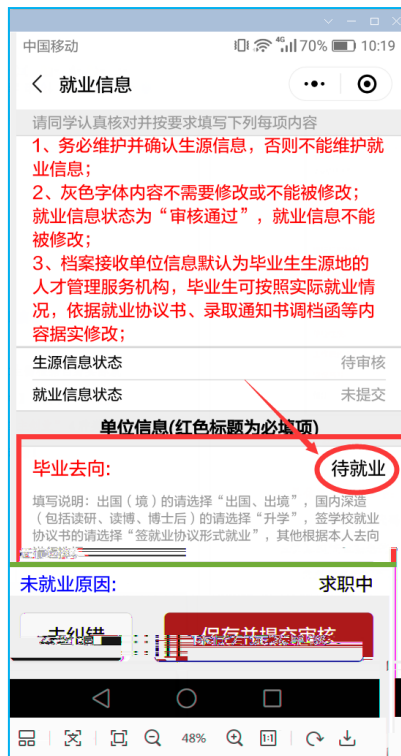 中国移动 4G 70% 10:19
就业信息
请同学认真核对并按要求填写下列每项内容
1、务必维护并确认生源信息，否则不能维护就
业信息；
2、灰色字体内容不需要修改或不能被修改；
就业信息状态为“审核通过”，就业信息不能
被修改；
3、档案接收单位信息默认为毕业生生源地的
人才管理服务机构，毕业生可按照实际就业情
况，依据就业协议书、录取通知书调档函等内
容据实修改；
生源信息状态 待审核
就业信息状态 未提交
单位信息(红色标题为必填项)
毕业去向: 待就业
填写说明：出国（境）的请选择“出国、出境”，国内深造
（包括读研、读博、博士后）的请选择“升学”，签学校就业
协议书的请选择“签就业协议形式就业”，其他根据本人去向
未就业原因: 求职中
去纠错 保存并提交审核
48% 1:1